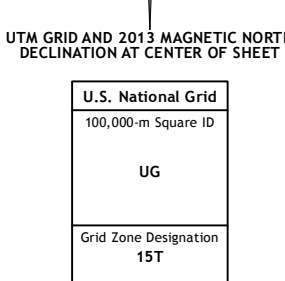 UTM GRID AND 2013 MAGNETIC NORTH
DECLINATION AT CENTER OF SHEET
U.S. National Grid
100,000-m Square ID
UG
Grid Zone Designation
15T